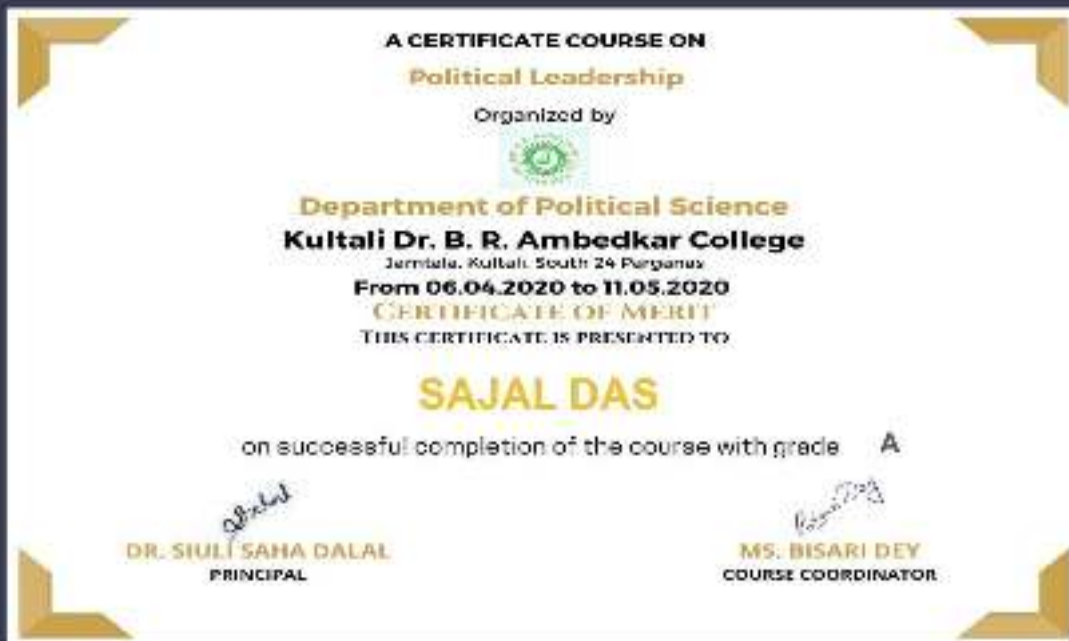 A CERTIFICATE COURSE ON
Political Leadership
Organized by
Department of Political Science
Kultali Dr. B. R. Ambedkar College
Jamtala, Kultali, South 24 Parganas
From 06.04.2020 to 11.05.2020
CERTIFICATE OF MERIT
THIS CERTIFICATE IS PRESENTED TO
SAJAL DAS
on successful completion of the course with grade A
DR. SIULI SAHA DALAL
PRINCIPAL
MS. BISARI DEY
COURSE COORDINATOR